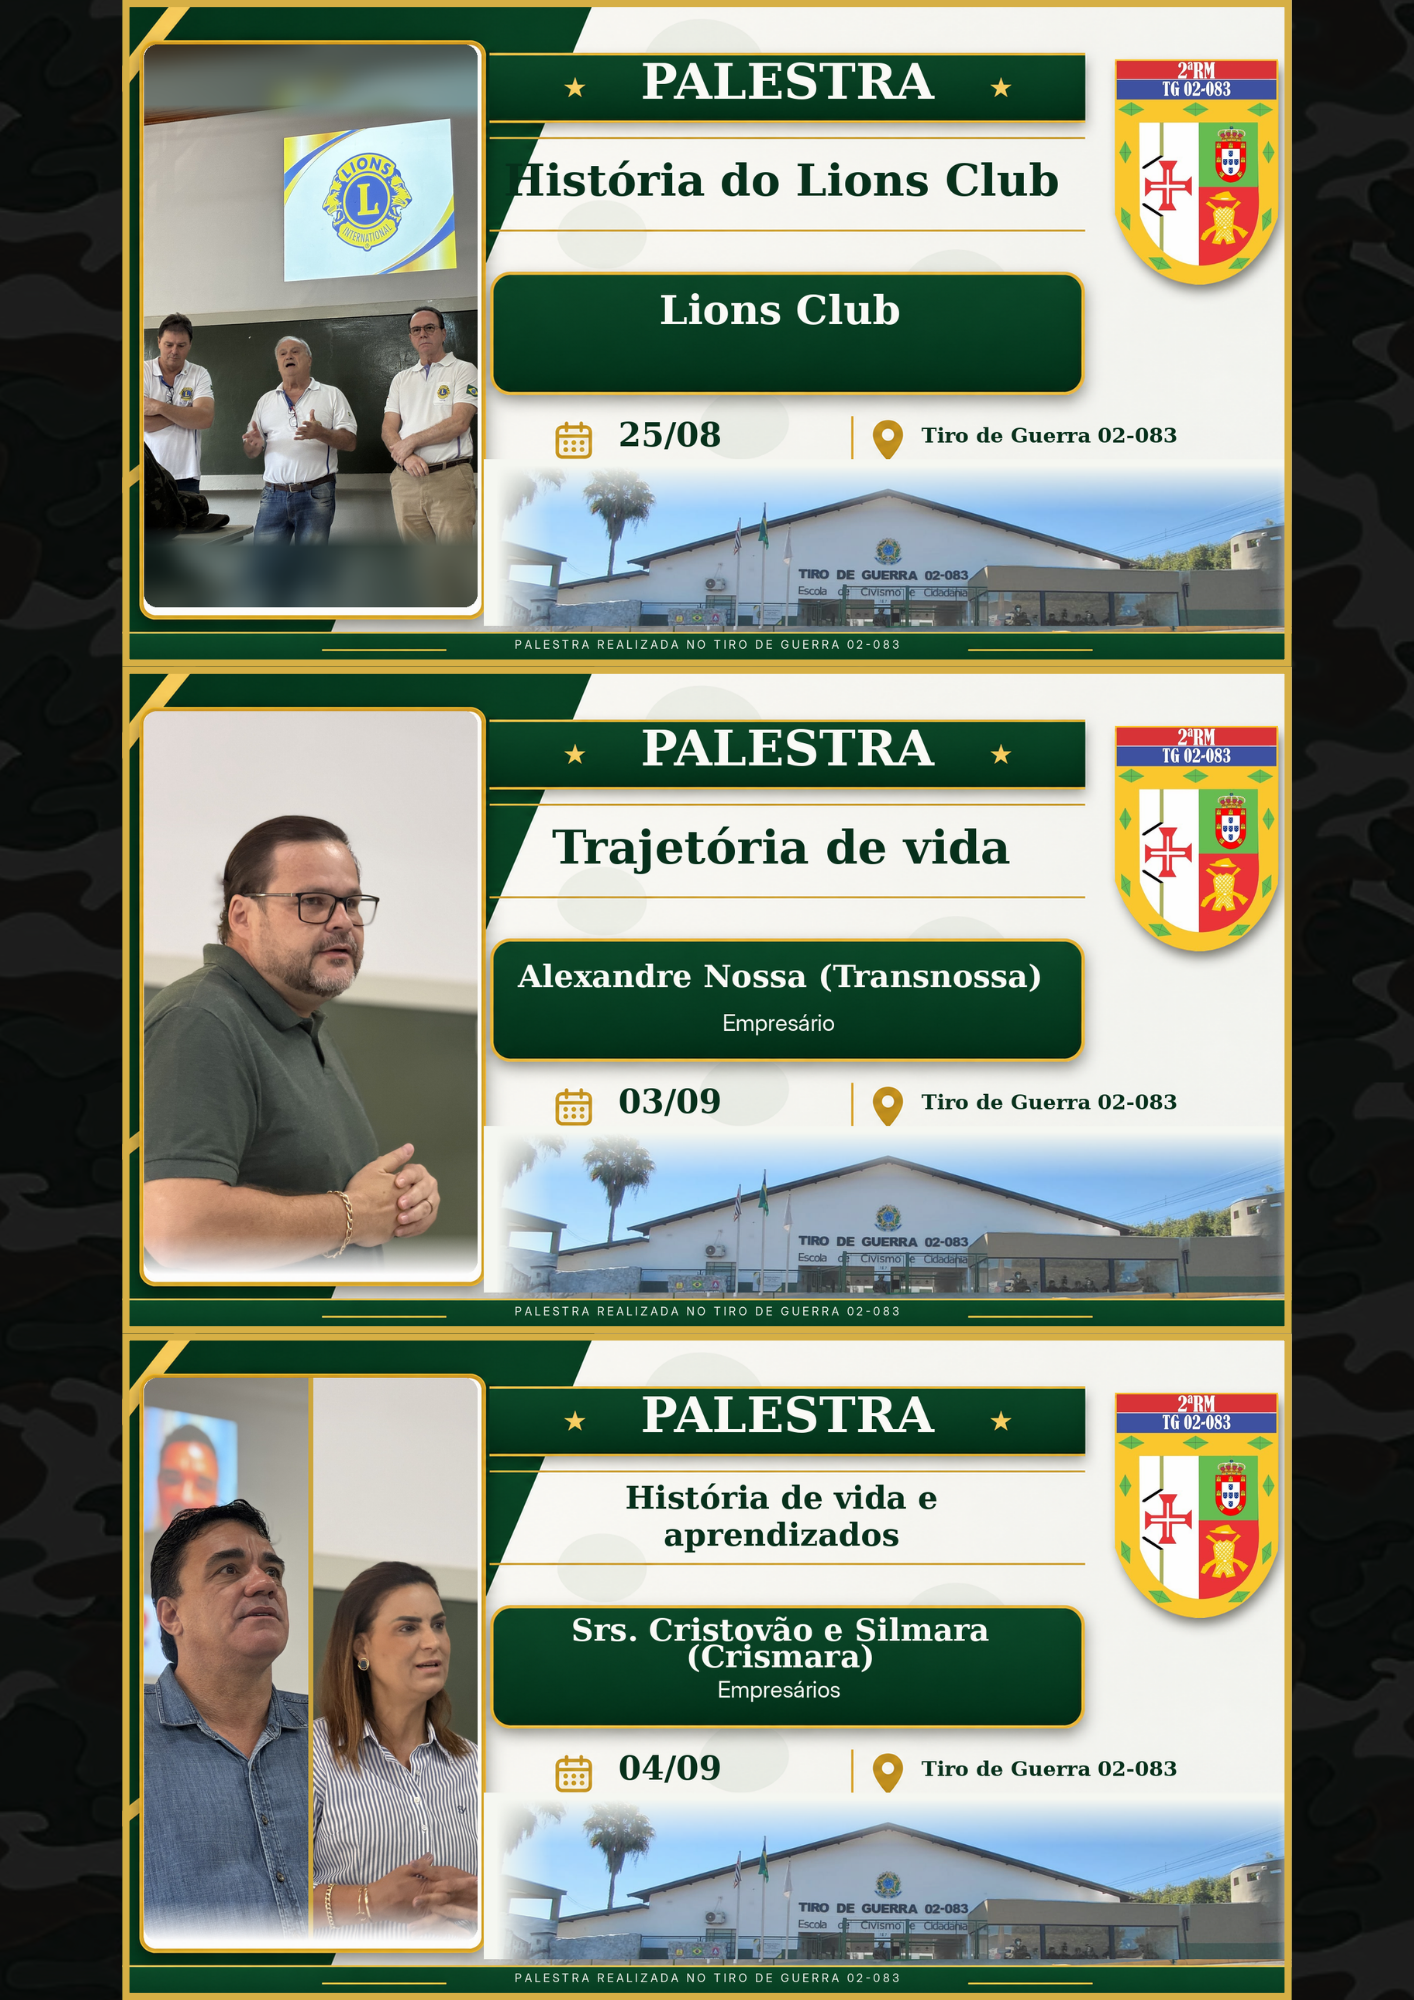 PALESTRA
2ªRM
TG 02-083
História do Lions Club
LIONS
L
INTERNATIONAL
Lions Club
25/08
Tiro de Guerra 02-083
TIRO DE GUERRA 02-083
Escola de Civismo e Cidadania
PALESTRA REALIZADA NO TIRO DE GUERRA 02-083
PALESTRA
2ªRM
TG 02-083
Trajetória de vida
Alexandre Nossa (Transnossa)
Empresário
03/09
Tiro de Guerra 02-083
TIRO DE GUERRA 02-083
Escola de Civismo e Cidadania
PALESTRA REALIZADA NO TIRO DE GUERRA 02-083
PALESTRA
2ªRM
TG 02-083
História de vida e
aprendizados
Srs. Cristovão e Silmara
(Crismara)
Empresários
04/09
Tiro de Guerra 02-083
TIRO DE GUERRA 02-083
Escola de Civismo e Cidadania
PALESTRA REALIZADA NO TIRO DE GUERRA 02-083